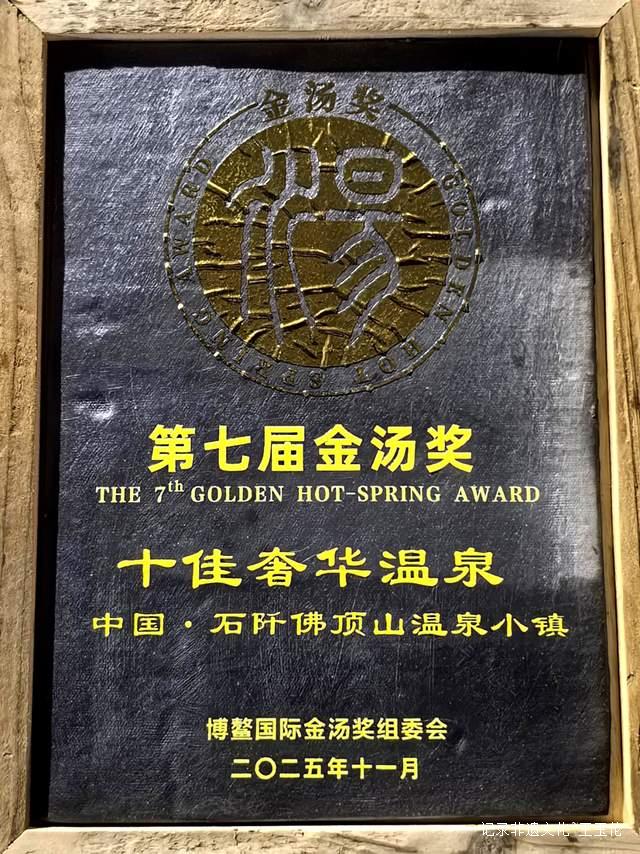 金汤奖
GOLDEN HOT SPRING AWARD
第七届金汤奖
THE 7th GOLDEN HOT-SPRING AWARD
十佳奢华温泉
中国·石阡佛顶山温泉小镇
博鳌国际金汤奖组委会
二〇二五年十一月